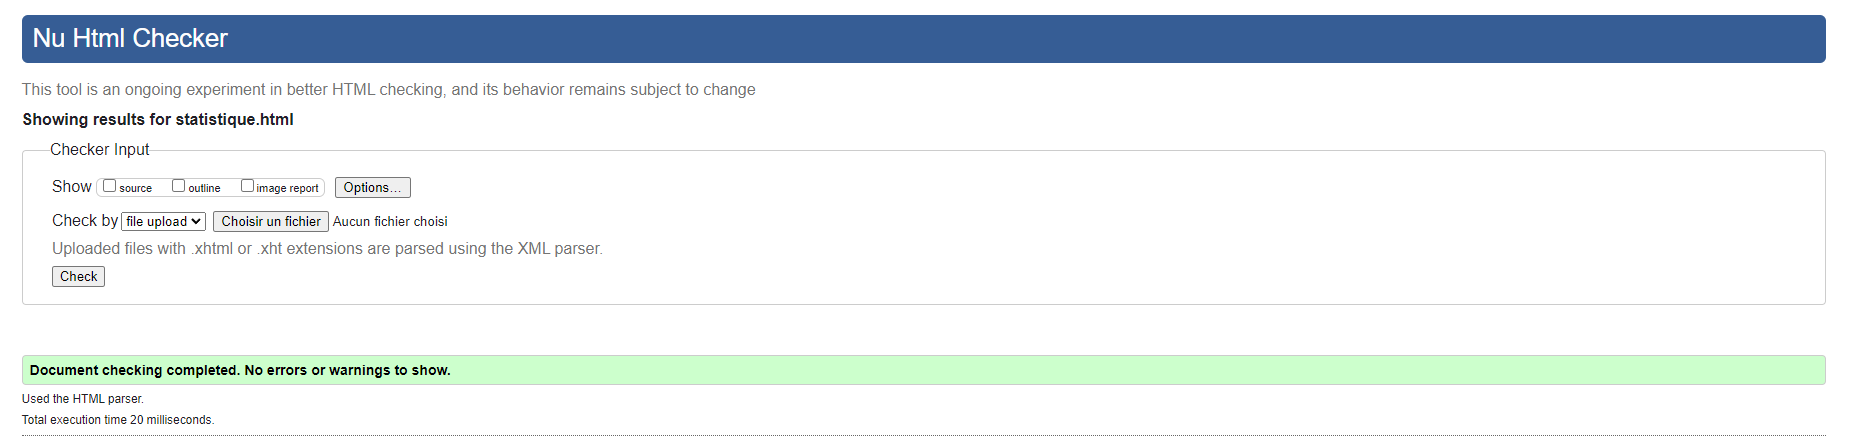 Nu Html Checker
This tool is an ongoing experiment in better HTML checking, and its behavior remains subject to change
Showing results for statistique.html
Checker Input
Show source outline image report Options...
Check by file upload Choisir un fichier Aucun fichier choisi
Uploaded files with .xhtml or .xht extensions are parsed using the XML parser.
Check
Document checking completed. No errors or warnings to show.
Used the HTML parser.
Total execution time 20 milliseconds.